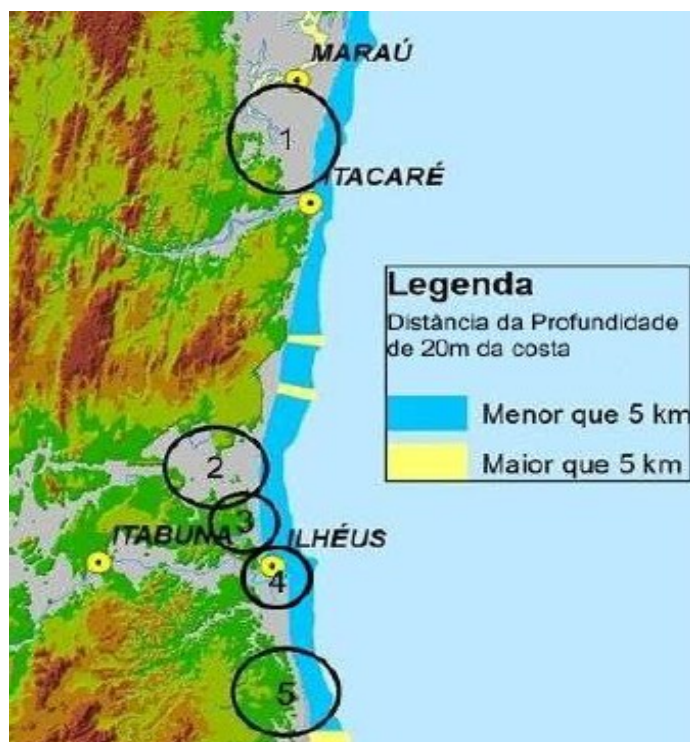 MARAÚ
1
ITACARÉ
Legenda
Distância da Profundidade
de 20m da costa
Menor que 5 km
Maior que 5 km
2
3
ITABUNA
ILHÉUS
4
5